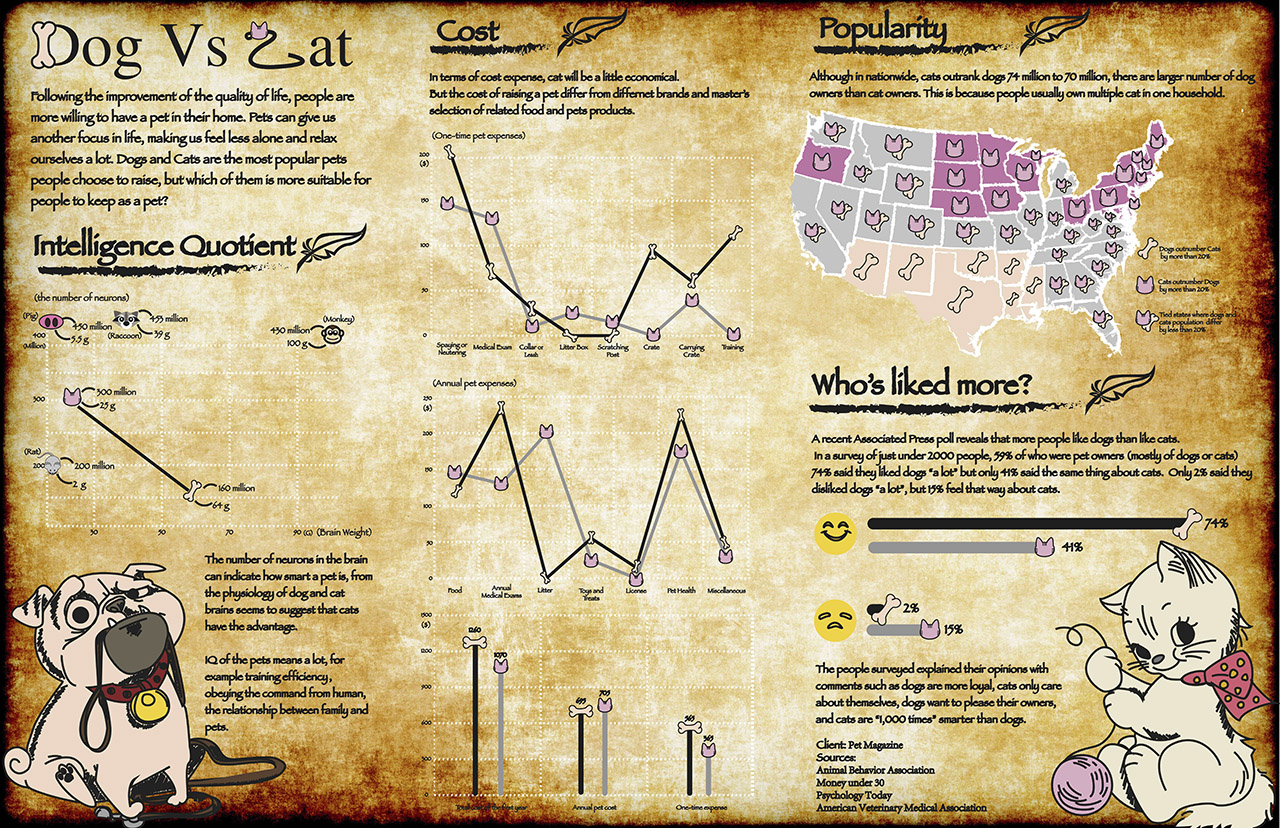 Dog Vs Cat
Following the improvement of the quality of life, people are
more willing to have a pet in their home. Pets can give us
another focus in life, making us feel less alone and relax
ourselves a lot. Dogs and Cats are the most popular pets
people choose to raise, but which of them is more suitable for
people to keep as a pet?
Intelligence Quotient
(the number of neurons)
(Pig)
450 million
5.5 g
453 million
(Raccoon)
39 g
(Monkey)
430 million
100 g
400
(Million)
300
300 million
25 g
(Rat)
200
200 million
2 g
160 million
64 g
30
50
70
90 (G) (Brain Weight)
The number of neurons in the brain
can indicate how smart a pet is, from
the physiology of dog and cat
brains seems to suggest that cats
have the advantage.
IQ of the pets means a lot, for
example training efficiency,
obeying the command from human,
the relationship between family and
pets.
Cost
In terms of cost expense, cat will be a little economical.
But the cost of raising a pet differ from differnet brands and master's
selection of related food and pets products.
(One-time pet expenses)
200
($)
150
100
50
0
Spaying or
Neutering
Medical Exam
Collar or
Leash
Litter Box
Scratching
Post
Crate
Carrying
Crate
Training
(Annual pet expenses)
250
($)
200
150
100
50
0
Food
Annual
Medical Exams
Litter
Toys and
Treats
License
Pet Health
Miscellaneous
1500
($)
1200
900
600
300
0
1260
1070
695
705
565
365
Annual pet cost
One-time expense
Popularity
Although in nationwide, cats outrank dogs 74 million to 70 million, there are larger number of dog
owners than cat owners. This is because people usually own multiple cat in one household.
Dogs outnumber Cats
by more than 20%
Cats outnumber Dogs
by more than 20%
Tied states where dogs and
cats population differ
by less than 20%
Who's liked more?
A recent Associated Press poll reveals that more people like dogs than like cats.
In a survey of just under 2000 people, 59% of who were pet owners (mostly of dogs or cats)
74% said they liked dogs "a lot" but only 41% said the same thing about cats. Only 2% said they
disliked dogs "a lot", but 15% feel that way about cats.
74%
41%
2%
15%
The people surveyed explained their opinions with
comments such as dogs are more loyal, cats only care
about themselves, dogs want to please their owners,
and cats are "1,000 times" smarter than dogs.
Client: Pet Magazine
Sources:
Animal Behavior Association
Money under 30
Psychology Today
American Veterinary Medical Association